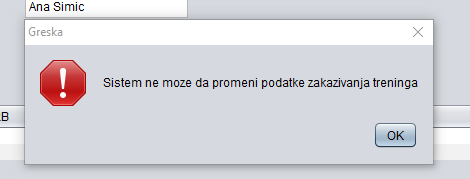 Ana Simic
Greska
Sistem ne moze da promeni podatke zakazivanja treninga
OK